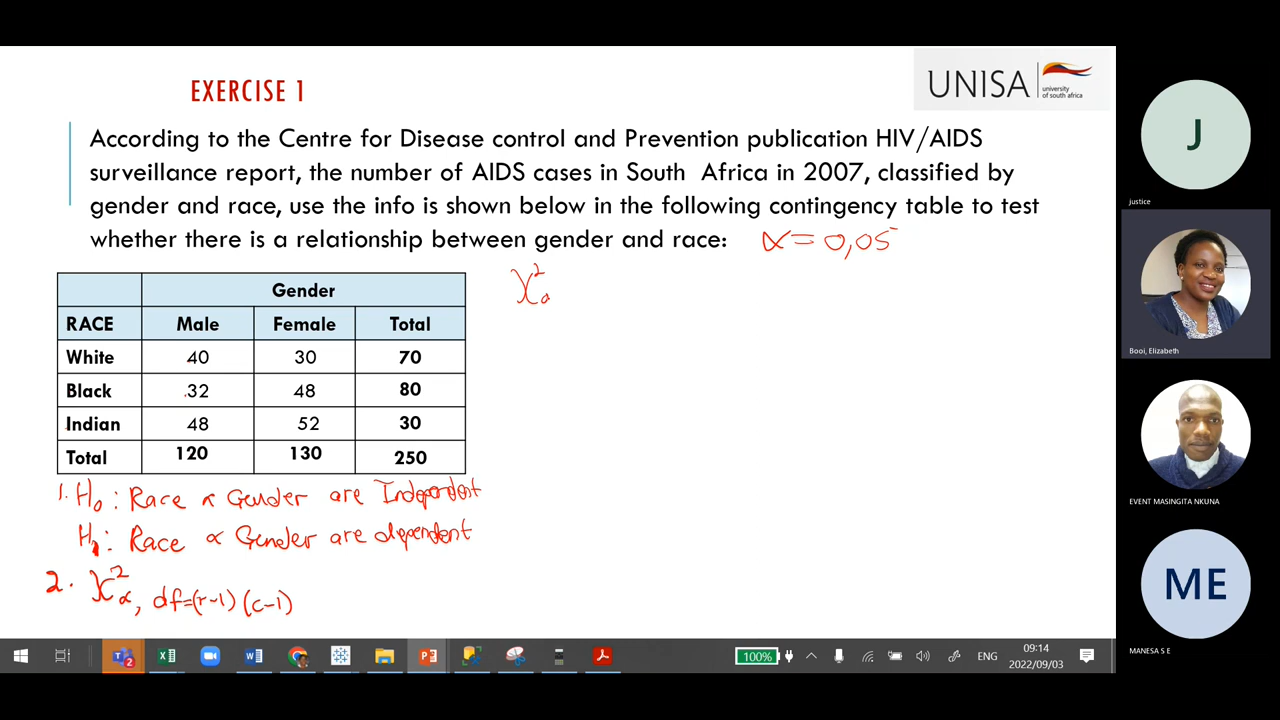 EXERCISE 1
UNISA
university
of south africa
According to the Centre for Disease control and Prevention publication HIV/AIDS
surveillance report, the number of AIDS cases in South Africa in 2007, classified by
gender and race, use the info is shown below in the following contingency table to test
whether there is a relationship between gender and race: α = 0,05
χ²α
Gender
RACE Male Female Total
White 40 30 70
Black 32 48 80
Indian 48 52 30
Total 120 130 250
1. H₀ : Race & Gender are Independent
H₁ : Race & Gender are dependent
2. χ²α, df=(r-1)(c-1)
J
justice
Booi, Elizabeth
EVENT MASINGITA NKUNA
ME
MANESA S E
2
100%
ENG
09:14
2022/09/03